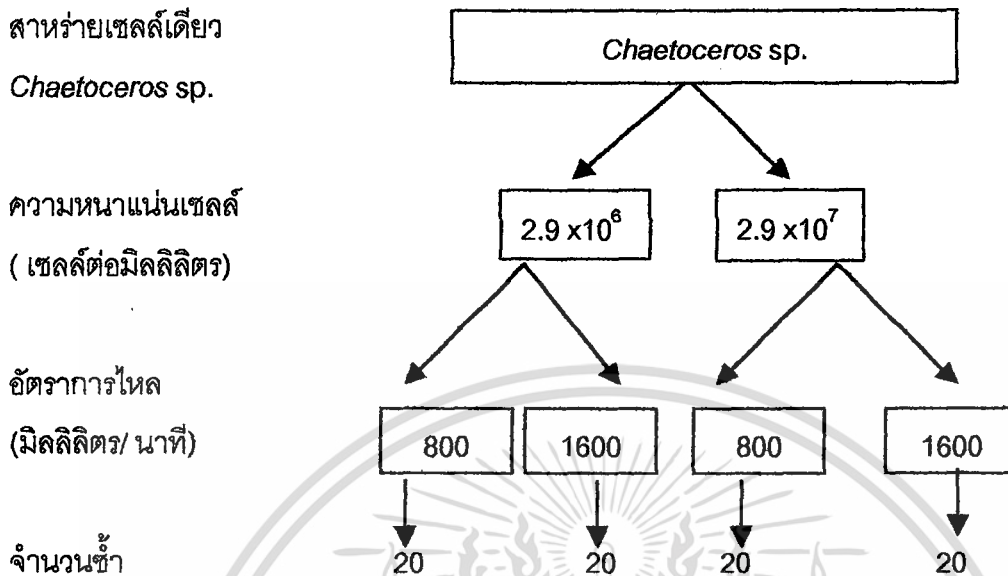 สาหร่ายเซลล์เดียว
Chaetoceros sp.
Chaetoceros sp.
ความหนาแน่นเซลล์
( เซลล์ต่อมิลลิลิตร)
2.9 x10⁶ 2.9 x10⁷
อัตราการไหล
(มิลลิลิตร/ นาที)
800 1600 800 1600
จำนวนซ้ำ
20 20 20 20